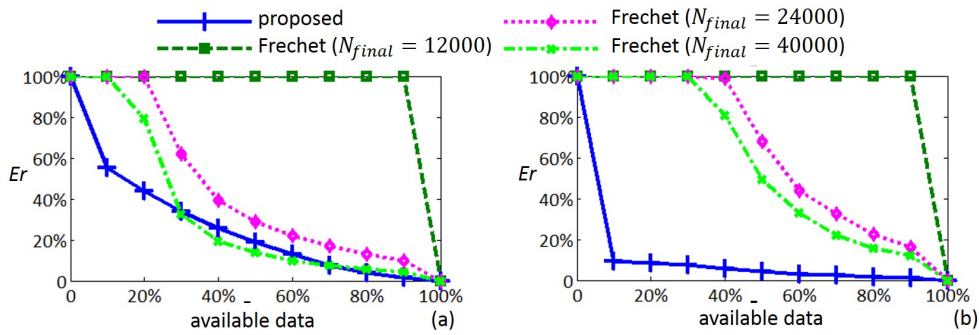 proposed
Frechet (N_final = 24000)
Frechet (N_final = 12000)
Frechet (N_final = 40000)
100%
80%
60%
Er
40%
20%
0
0 20% 40% 60% 80% 100%
available data (a)
100%
80%
60%
Er
40%
20%
0
0 20% 40% 60% 80% 100%
available data (b)